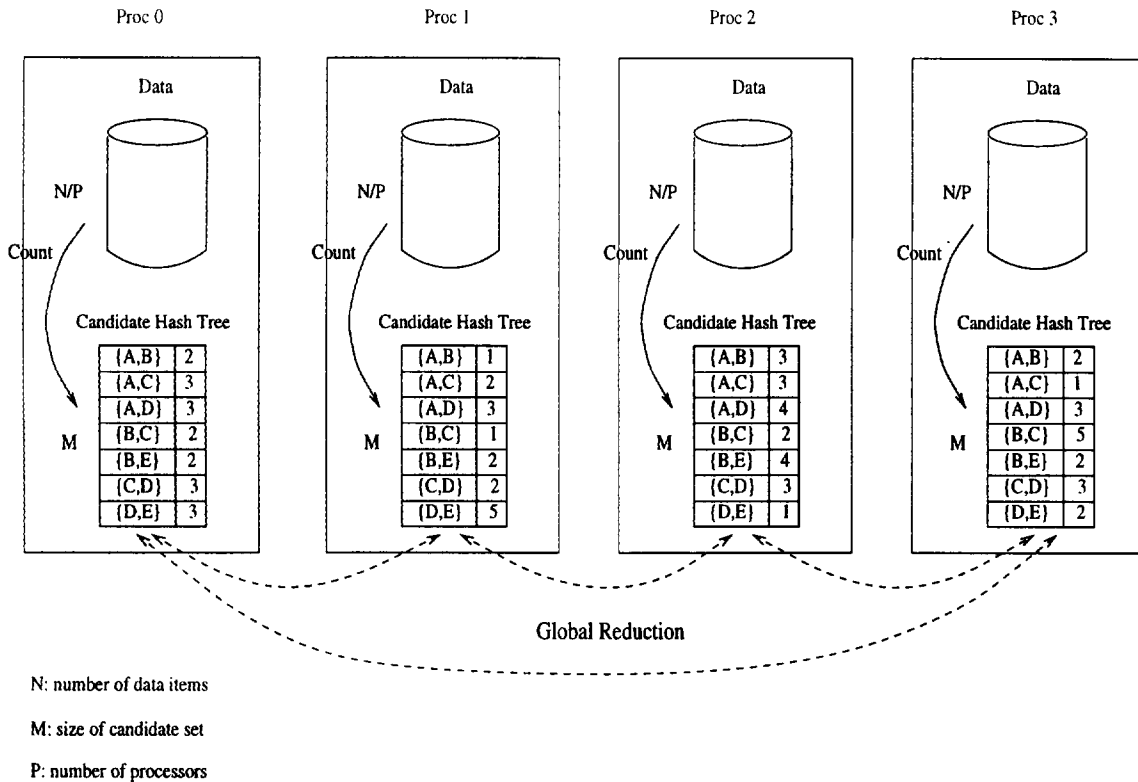 Proc 0
Proc 1
Proc 2
Proc 3
Data
Data
Data
Data
N/P
N/P
N/P
N/P
Count
Count
Count
Count
Candidate Hash Tree
{A,B} 2
{A,C} 3
{A,D} 3
{B,C} 2
{B,E} 2
{C,D} 3
{D,E} 3
M
Candidate Hash Tree
{A,B} 1
{A,C} 2
{A,D} 3
{B,C} 1
{B,E} 2
{C,D} 2
{D,E} 5
M
Candidate Hash Tree
{A,B} 3
{A,C} 3
{A,D} 4
{B,C} 2
{B,E} 4
{C,D} 3
{D,E} 1
M
Candidate Hash Tree
{A,B} 2
{A,C} 1
{A,D} 3
{B,C} 5
{B,E} 2
{C,D} 3
{D,E} 2
M
Global Reduction
N: number of data items
M: size of candidate set
P: number of processors